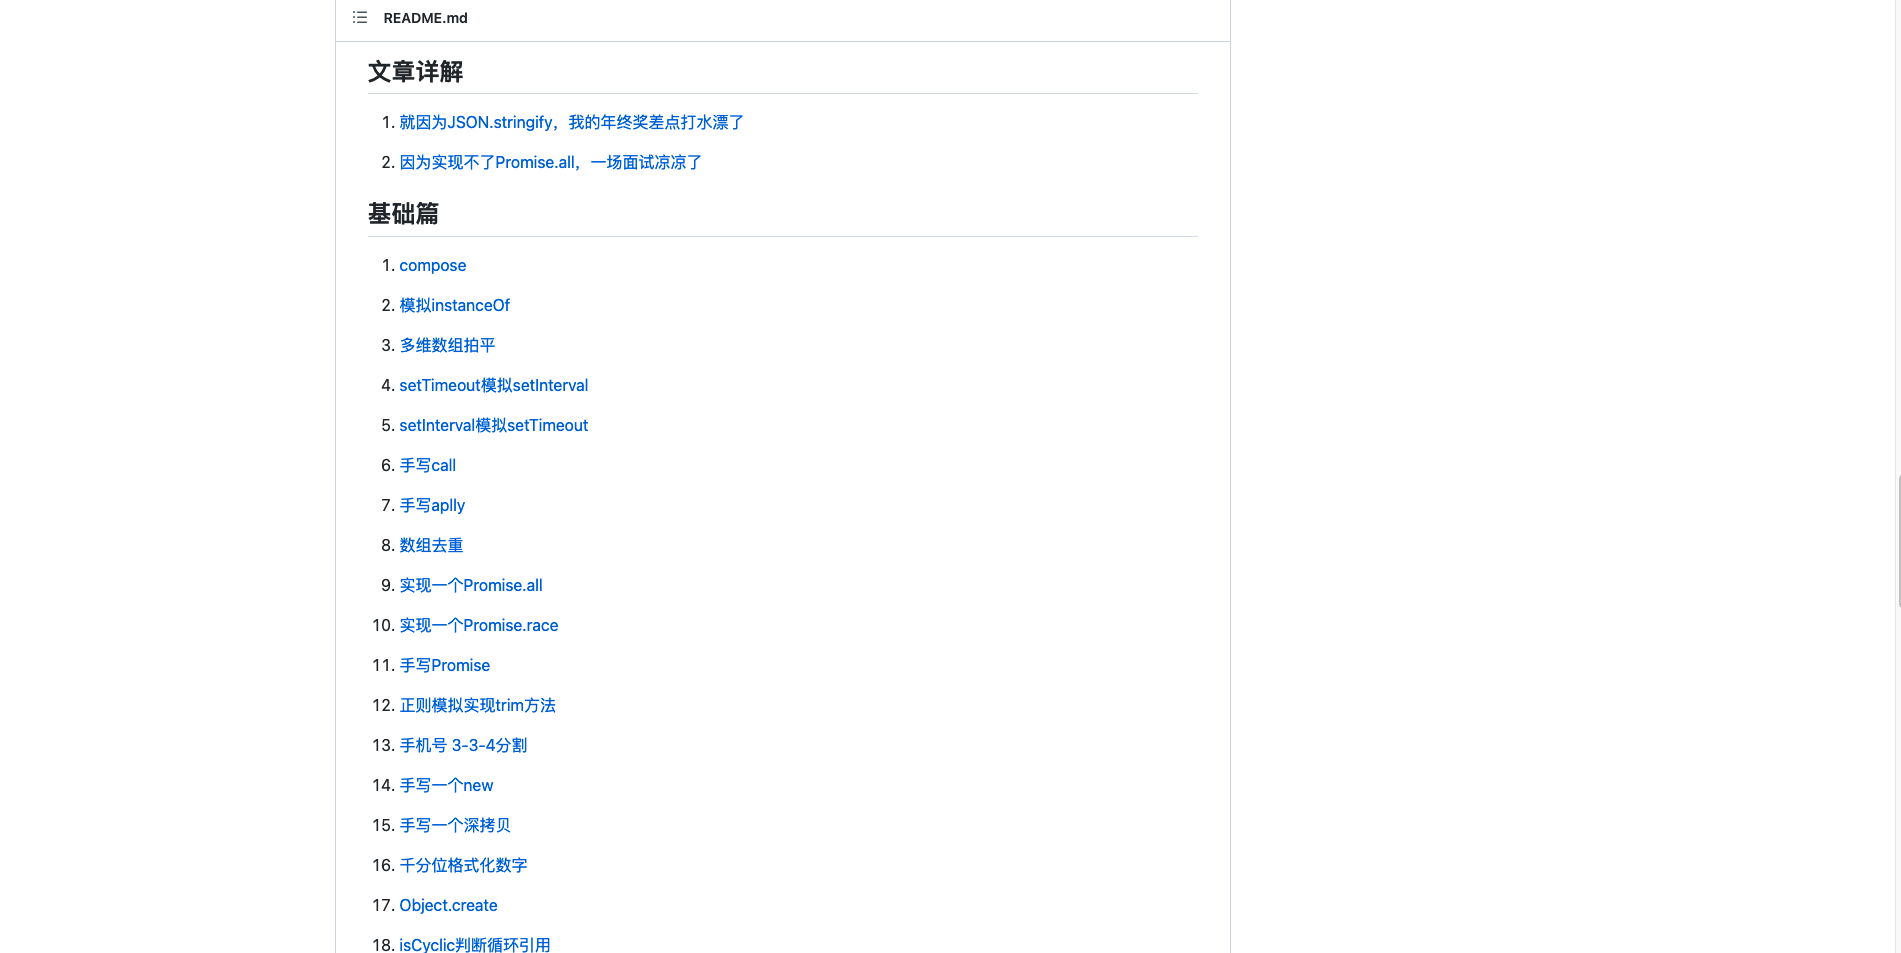 README.md
文章详解
1. 就因为JSON.stringify，我的年终奖差点打水漂了
2. 因为实现不了Promise.all，一场面试凉凉了
基础篇
1. compose
2. 模拟instanceOf
3. 多维数组拍平
4. setTimeout模拟setInterval
5. setInterval模拟setTimeout
6. 手写call
7. 手写aplly
8. 数组去重
9. 实现一个Promise.all
10. 实现一个Promise.race
11. 手写Promise
12. 正则模拟实现trim方法
13. 手机号 3-3-4分割
14. 手写一个new
15. 手写一个深拷贝
16. 千分位格式化数字
17. Object.create
18. isCyclic判断循环引用